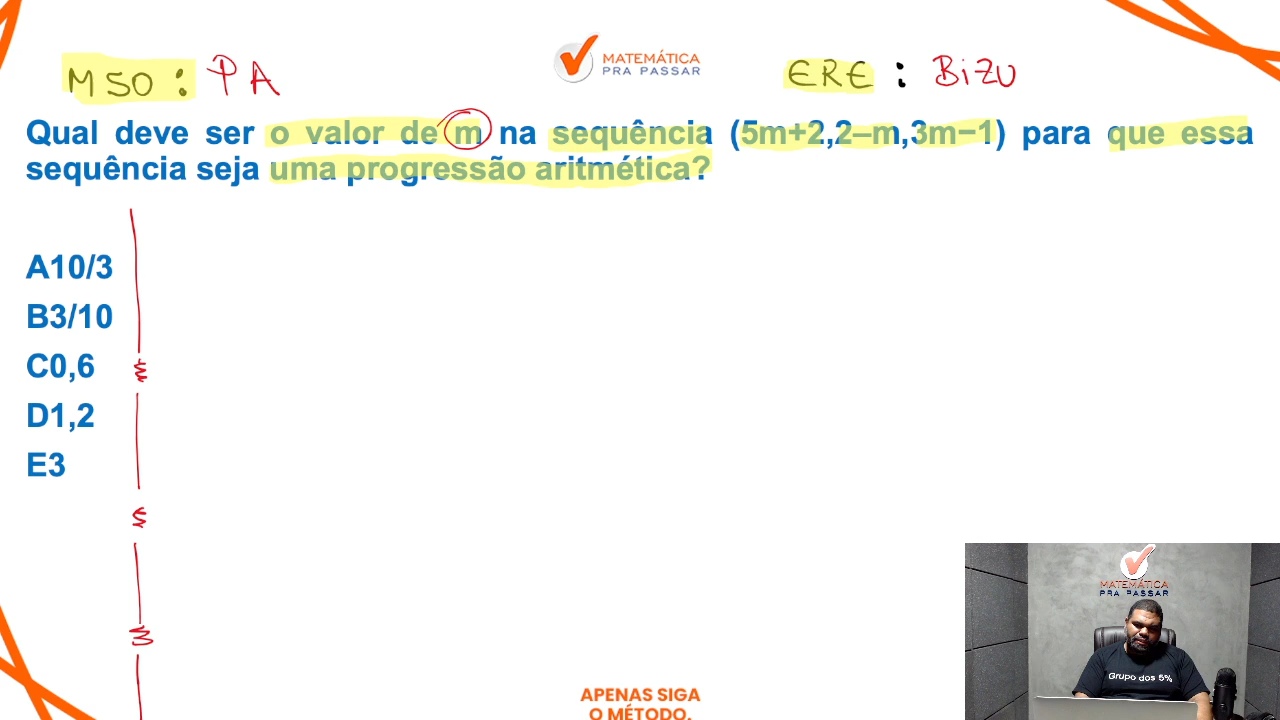 MSO: PA
MATEMÁTICA
PRA PASSAR
ERE: BIZU
Qual deve ser o valor de m na sequência (5m+2,2–m,3m−1) para que essa
sequência seja uma progressão aritmética?
A10/3
B3/10
C0,6
D1,2
E3
MATEMÁTICA
PRA PASSAR
Grupo dos 5%
APENAS SIGA
O MÉTODO.